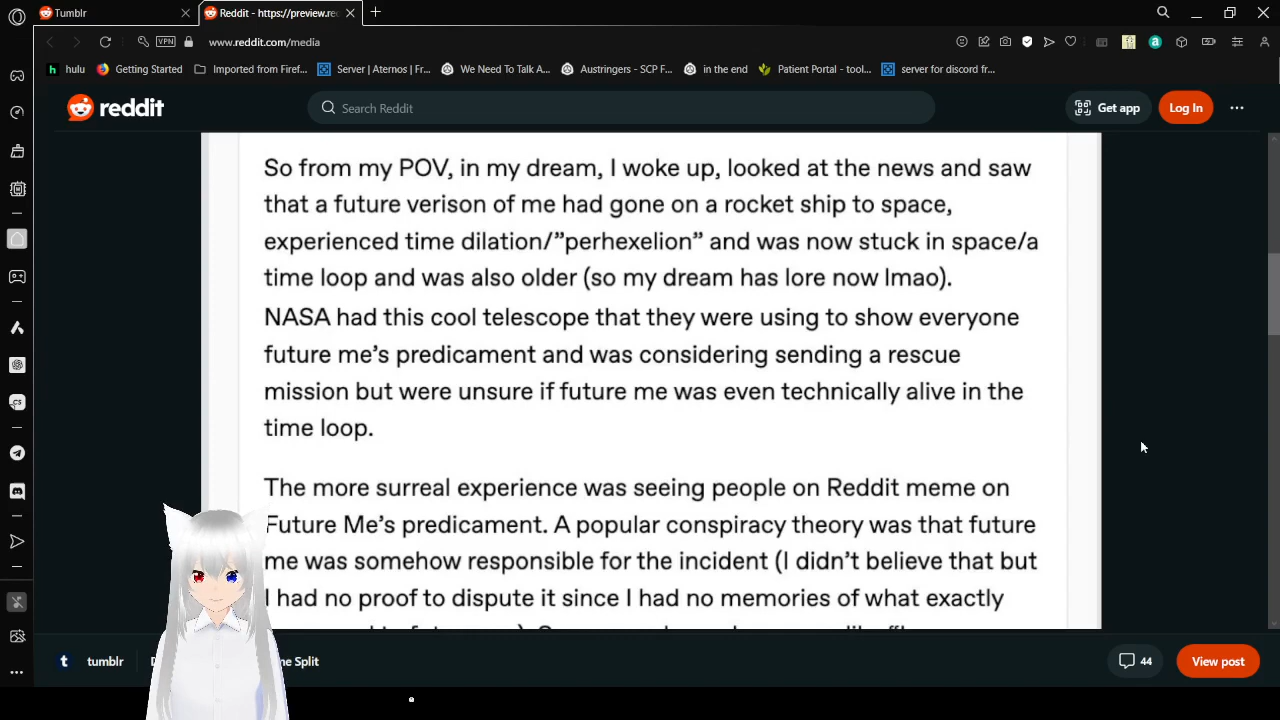 Tumblr
Reddit - https://preview.re
VPN
www.reddit.com/media
hulu
Getting Started
Imported from Firef...
Server | Aternos | Fr...
We Need To Talk A...
Austringers - SCP F...
in the end
Patient Portal - tool...
server for discord fr...
reddit
Search Reddit
Get app
Log In
So from my POV, in my dream, I woke up, looked at the news and saw
that a future verison of me had gone on a rocket ship to space,
experienced time dilation/”perhexelion” and was now stuck in space/a
time loop and was also older (so my dream has lore now lmao).
NASA had this cool telescope that they were using to show everyone
future me’s predicament and was considering sending a rescue
mission but were unsure if future me was even technically alive in the
time loop.
The more surreal experience was seeing people on Reddit meme on
Future Me’s predicament. A popular conspiracy theory was that future
me was somehow responsible for the incident (I didn’t believe that but
I had no proof to dispute it since I had no memories of what exactly
t
tumblr
Split
44
View post